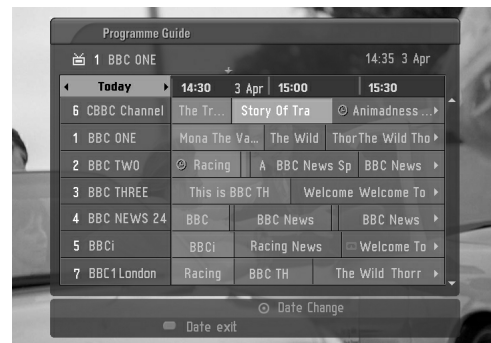 Programme Guide
1 BBC ONE 14:35 3 Apr
Today 14:30 3 Apr 15:00 15:30
6 CBBC Channel The Tr... Story Of Tra Animadness ...
1 BBC ONE Mona The Va... The Wild Thor The Wild Tho
2 BBC TWO Racing A BBC News Sp BBC News
3 BBC THREE This is BBC TH Welcome Welcome To
4 BBC NEWS 24 BBC BBC News BBC News
5 BBCi BBCi Racing News Welcome To
7 BBC1 London Racing BBC TH The Wild Thorr
Date Change
Date exit